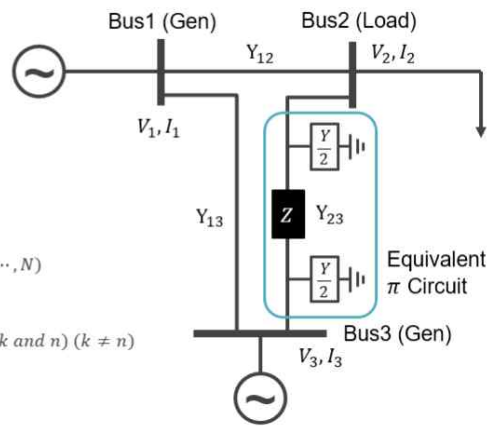 Bus1 (Gen)
Bus2 (Load)
Y12
V2, I2
V1, I1
Y
2
Y13
Z
Y23
Y
2
‥, N)
Equivalent
π Circuit
k and n) (k ≠ n)
Bus3 (Gen)
V3, I3